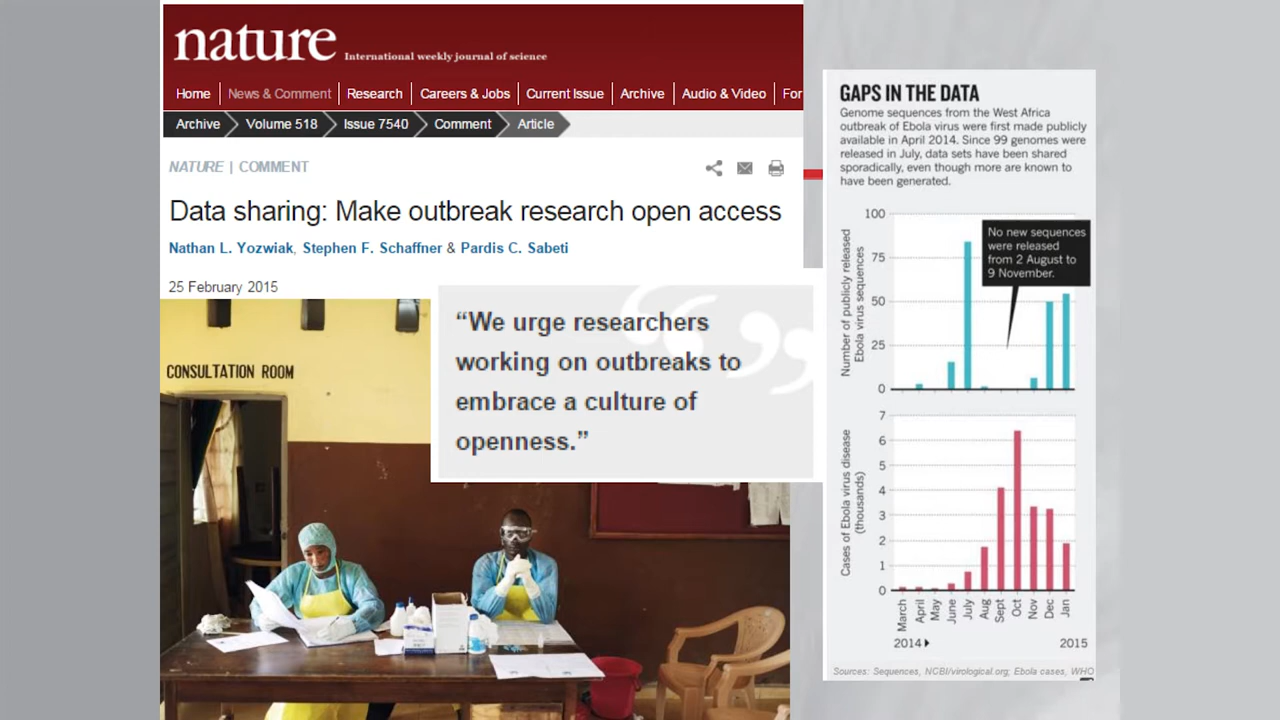 nature International weekly journal of science
Home News & Comment Research Careers & Jobs Current Issue Archive Audio & Video For
Archive Volume 518 Issue 7540 Comment Article
NATURE | COMMENT
Data sharing: Make outbreak research open access
Nathan L. Yozwiak, Stephen F. Schaffner & Pardis C. Sabeti
25 February 2015
CONSULTATION ROOM
“We urge researchers
working on outbreaks to
embrace a culture of
openness.”
GAPS IN THE DATA
Genome sequences from the West Africa
outbreak of Ebola virus were first made publicly
available in April 2014. Since 99 genomes were
released in July, data sets have been shared
sporadically, even though more are known to
have been generated.
Number of publicly released
Ebola virus sequences
100
75
50
25
0
No new sequences
were released
from 2 August to
9 November.
Cases of Ebola virus disease
(thousands)
7
6
5
4
3
2
1
0
March April May June July Aug Sept Oct Nov Dec Jan
2014 2015
Sources: Sequences, NCBI/virological.org; Ebola cases, WHO